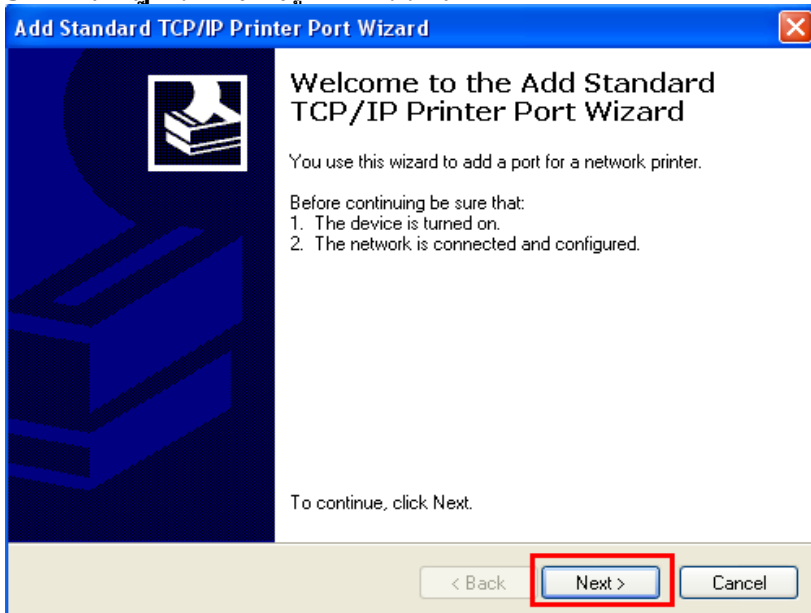 Add Standard TCP/IP Printer Port Wizard
Welcome to the Add Standard
TCP/IP Printer Port Wizard
You use this wizard to add a port for a network printer.
Before continuing be sure that:
1. The device is turned on.
2. The network is connected and configured.
To continue, click Next.
< Back
Next >
Cancel